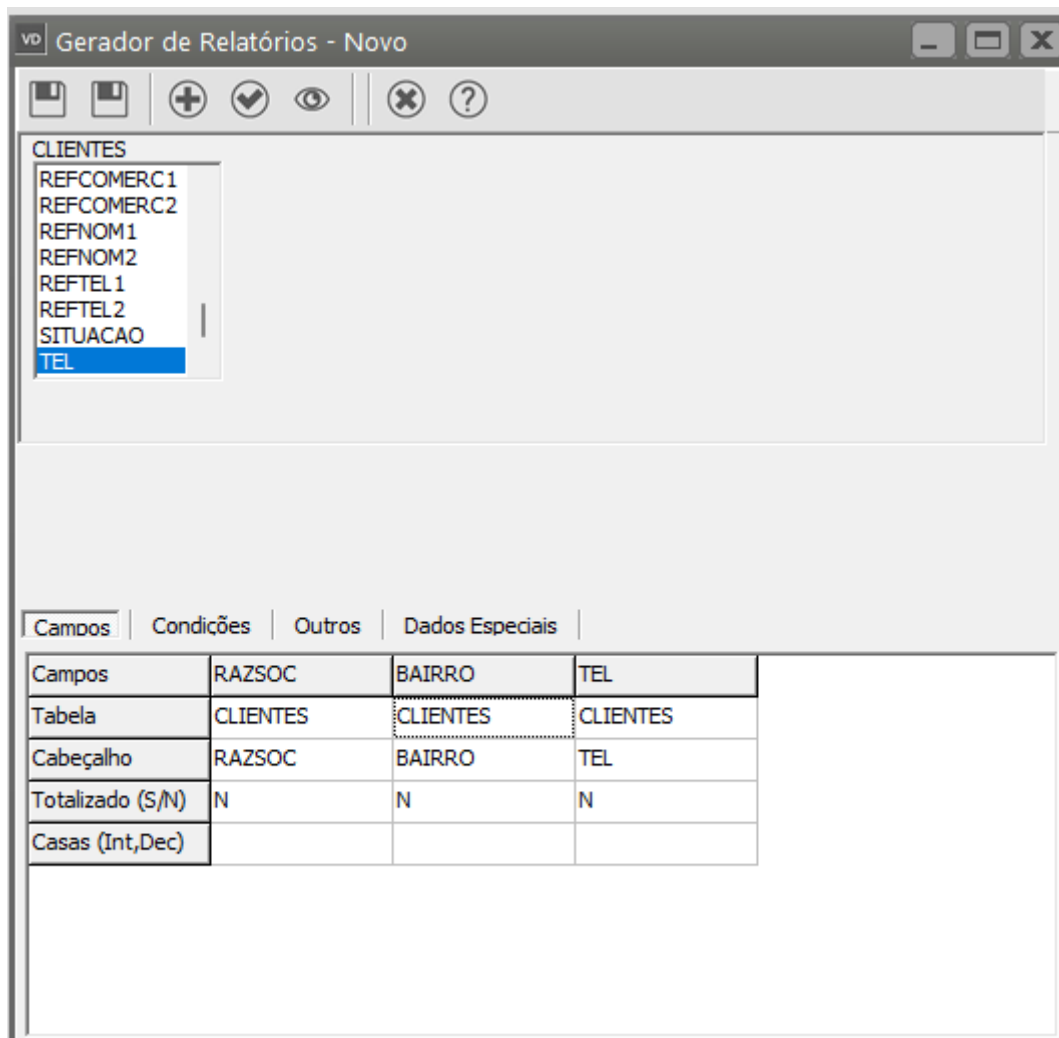 VD Gerador de Relatórios - Novo
CLIENTES
REFCOMERC1
REFCOMERC2
REFNOM1
REFNOM2
REFTEL1
REFTEL2
SITUACAO
TEL
Campos Condições Outros Dados Especiais
Campos RAZSOC BAIRRO TEL
Tabela CLIENTES CLIENTES CLIENTES
Cabeçalho RAZSOC BAIRRO TEL
Totalizado (S/N) N N N
Casas (Int,Dec)